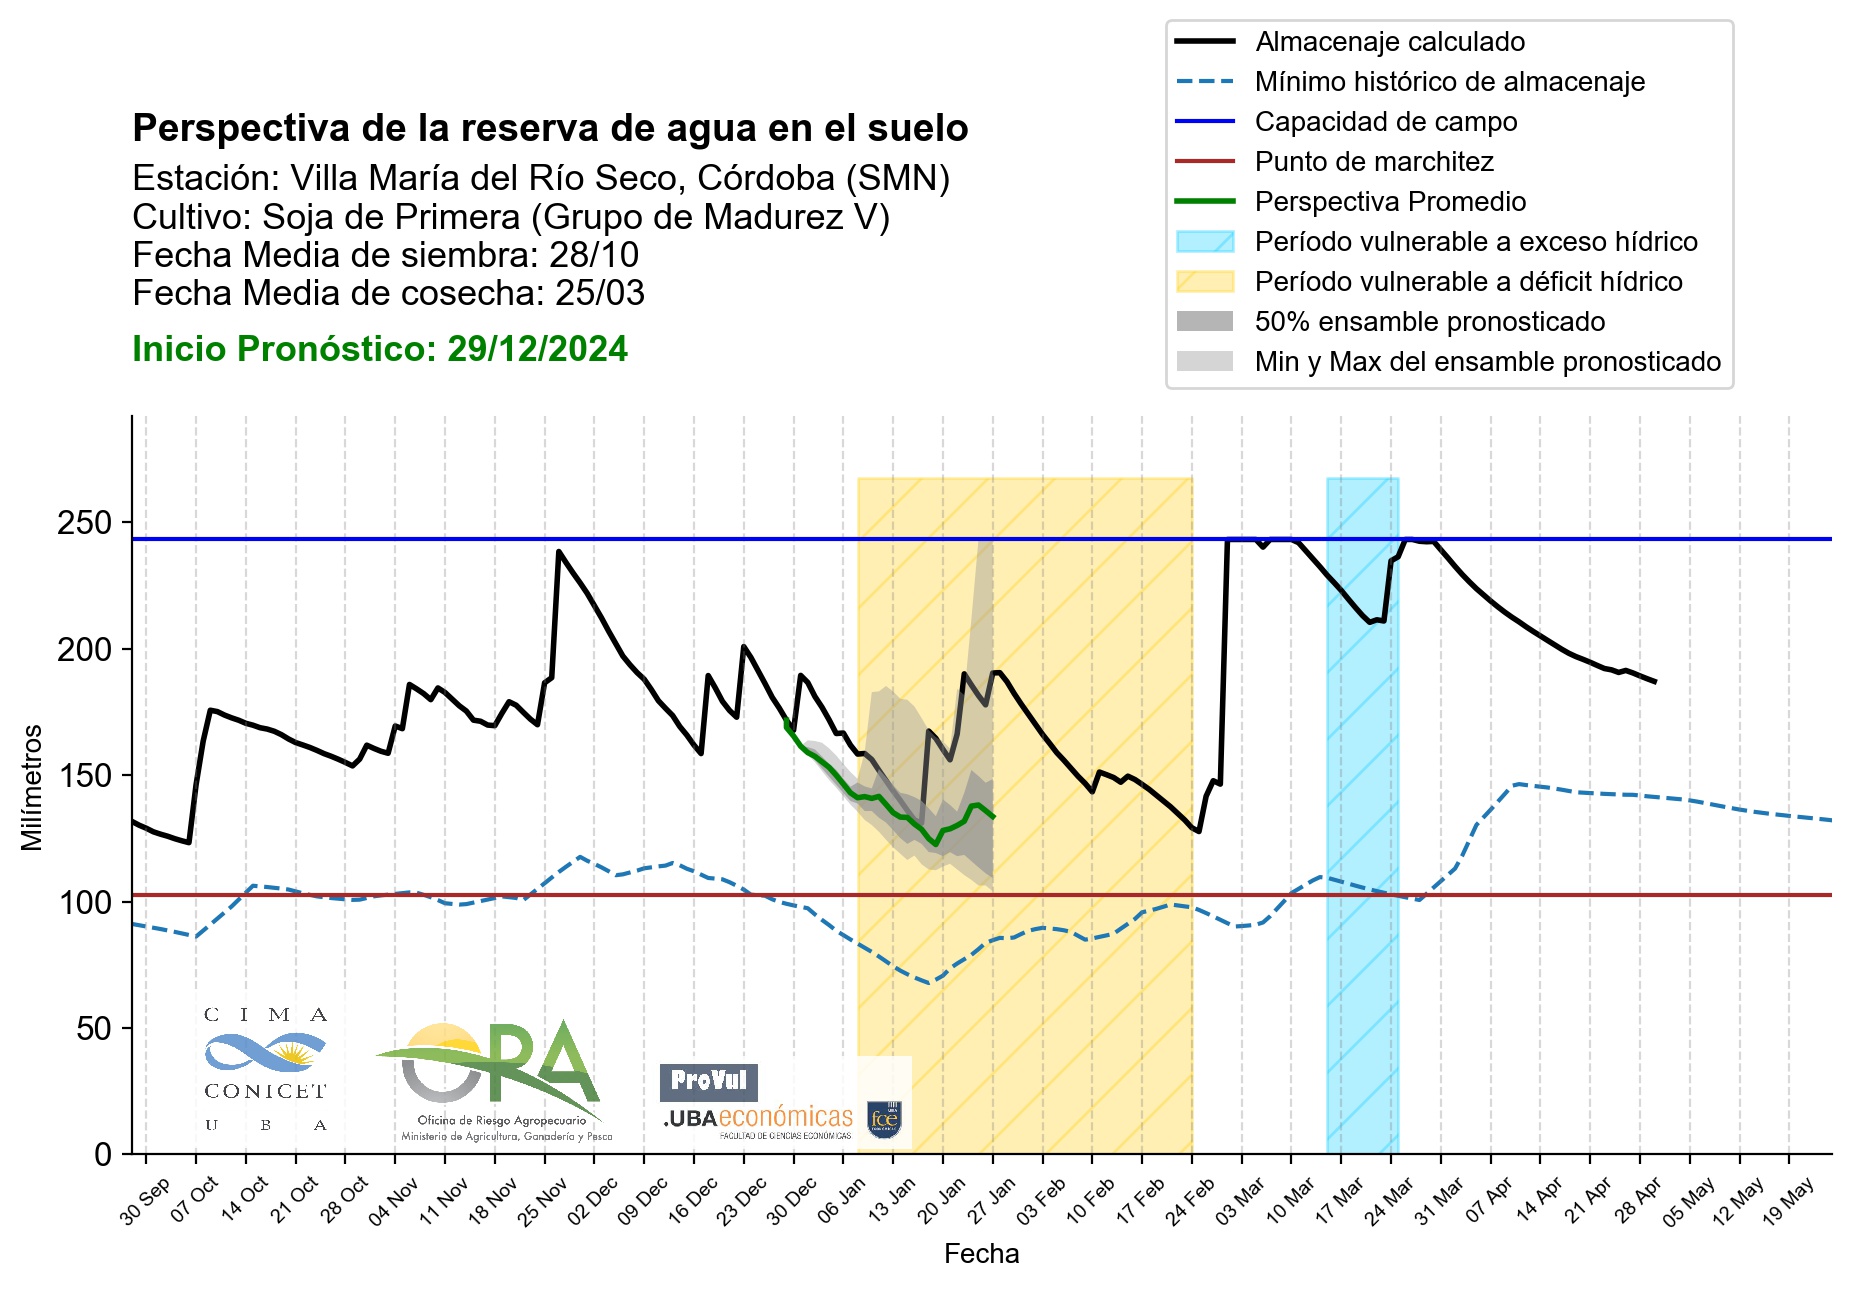 Almacenaje calculado
Mínimo histórico de almacenaje
Capacidad de campo
Punto de marchitez
Perspectiva Promedio
Período vulnerable a exceso hídrico
Período vulnerable a déficit hídrico
50% ensamble pronosticado
Min y Max del ensamble pronosticado
Perspectiva de la reserva de agua en el suelo
Estación: Villa María del Río Seco, Córdoba (SMN)
Cultivo: Soja de Primera (Grupo de Madurez V)
Fecha Media de siembra: 28/10
Fecha Media de cosecha: 25/03
Inicio Pronóstico: 29/12/2024
Milímetros
250
200
150
100
50
0
CIMA
CONICET
UBA
ORA
Oficina de Riesgo Agropecuario
Ministerio de Agricultura, Ganadería y Pesca
ProVul
.UBAeconómicas
FACULTAD DE CIENCIAS ECONÓMICAS
fce
30 Sep
07 Oct
14 Oct
21 Oct
28 Oct
04 Nov
11 Nov
18 Nov
25 Nov
02 Dec
09 Dec
16 Dec
23 Dec
30 Dec
06 Jan
13 Jan
20 Jan
27 Jan
03 Feb
10 Feb
17 Feb
24 Feb
03 Mar
10 Mar
17 Mar
24 Mar
31 Mar
07 Apr
14 Apr
21 Apr
28 Apr
05 May
12 May
19 May
Fecha